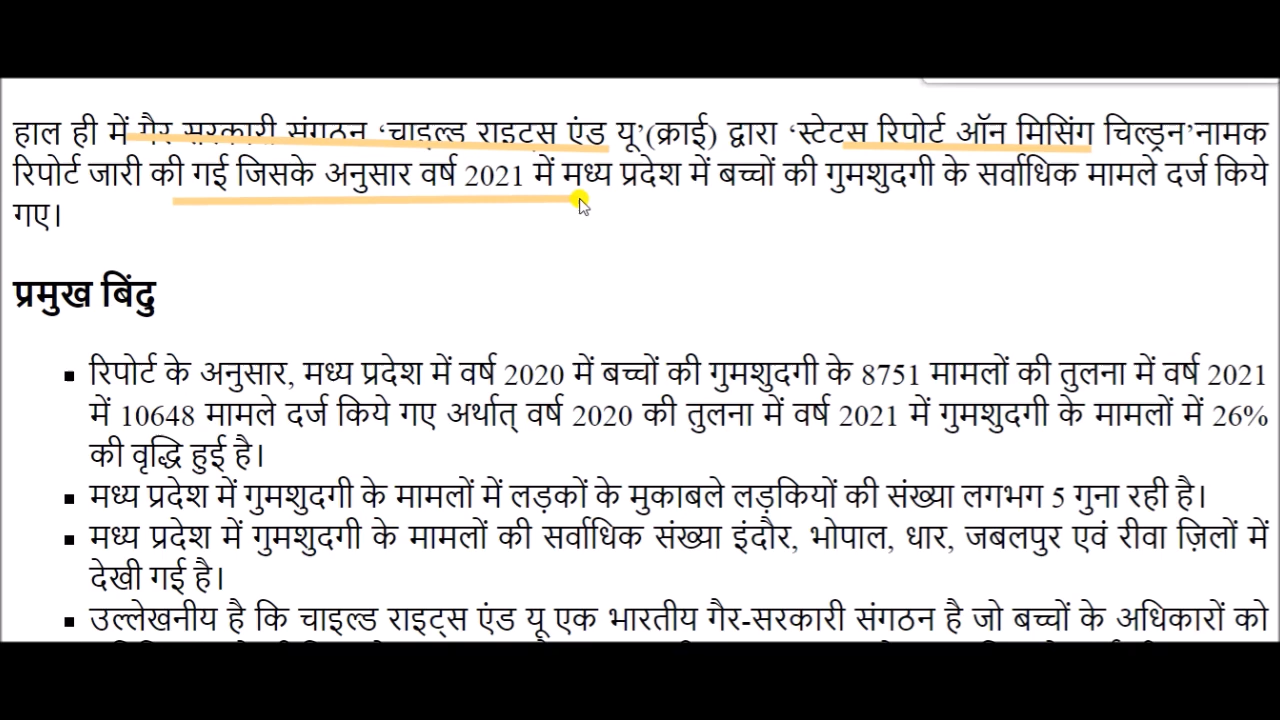 हाल ही में गैर सरकारी संगठन ‘चाइल्ड राइट्स एंड यू’(क्राई) द्वारा ‘स्टेटस रिपोर्ट ऑन मिसिंग चिल्ड्रन’नामक
रिपोर्ट जारी की गई जिसके अनुसार वर्ष 2021 में मध्य प्रदेश में बच्चों की गुमशुदगी के सर्वाधिक मामले दर्ज किये
गए।
प्रमुख बिंदु
▪ रिपोर्ट के अनुसार, मध्य प्रदेश में वर्ष 2020 में बच्चों की गुमशुदगी के 8751 मामलों की तुलना में वर्ष 2021
में 10648 मामले दर्ज किये गए अर्थात् वर्ष 2020 की तुलना में वर्ष 2021 में गुमशुदगी के मामलों में 26%
की वृद्धि हुई है।
▪ मध्य प्रदेश में गुमशुदगी के मामलों में लड़कों के मुकाबले लड़कियों की संख्या लगभग 5 गुना रही है।
▪ मध्य प्रदेश में गुमशुदगी के मामलों की सर्वाधिक संख्या इंदौर, भोपाल, धार, जबलपुर एवं रीवा ज़िलों में
देखी गई है।
▪ उल्लेखनीय है कि चाइल्ड राइट्स एंड यू एक भारतीय गैर-सरकारी संगठन है जो बच्चों के अधिकारों को